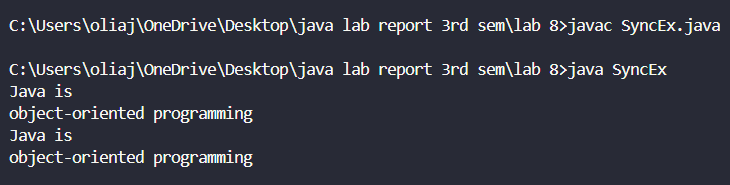 C:\Users\oliaj\OneDrive\Desktop\java lab report 3rd sem\lab 8>javac SyncEx.java
C:\Users\oliaj\OneDrive\Desktop\java lab report 3rd sem\lab 8>java SyncEx
Java is
object-oriented programming
Java is
object-oriented programming